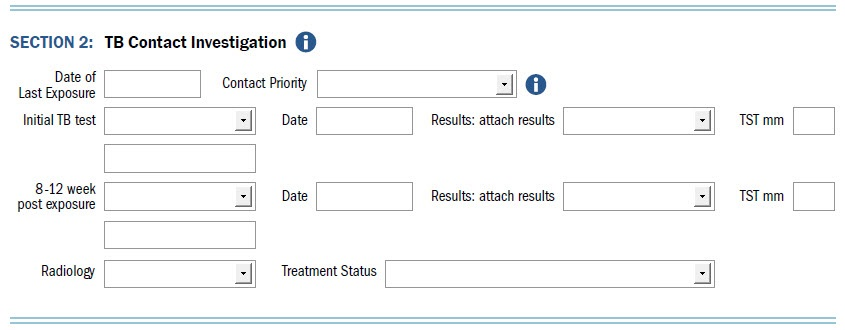 SECTION 2: TB Contact Investigation i
Date of
Last Exposure
Contact Priority
i
Initial TB test
Date
Results: attach results
TST mm
8-12 week
post exposure
Date
Results: attach results
TST mm
Radiology
Treatment Status